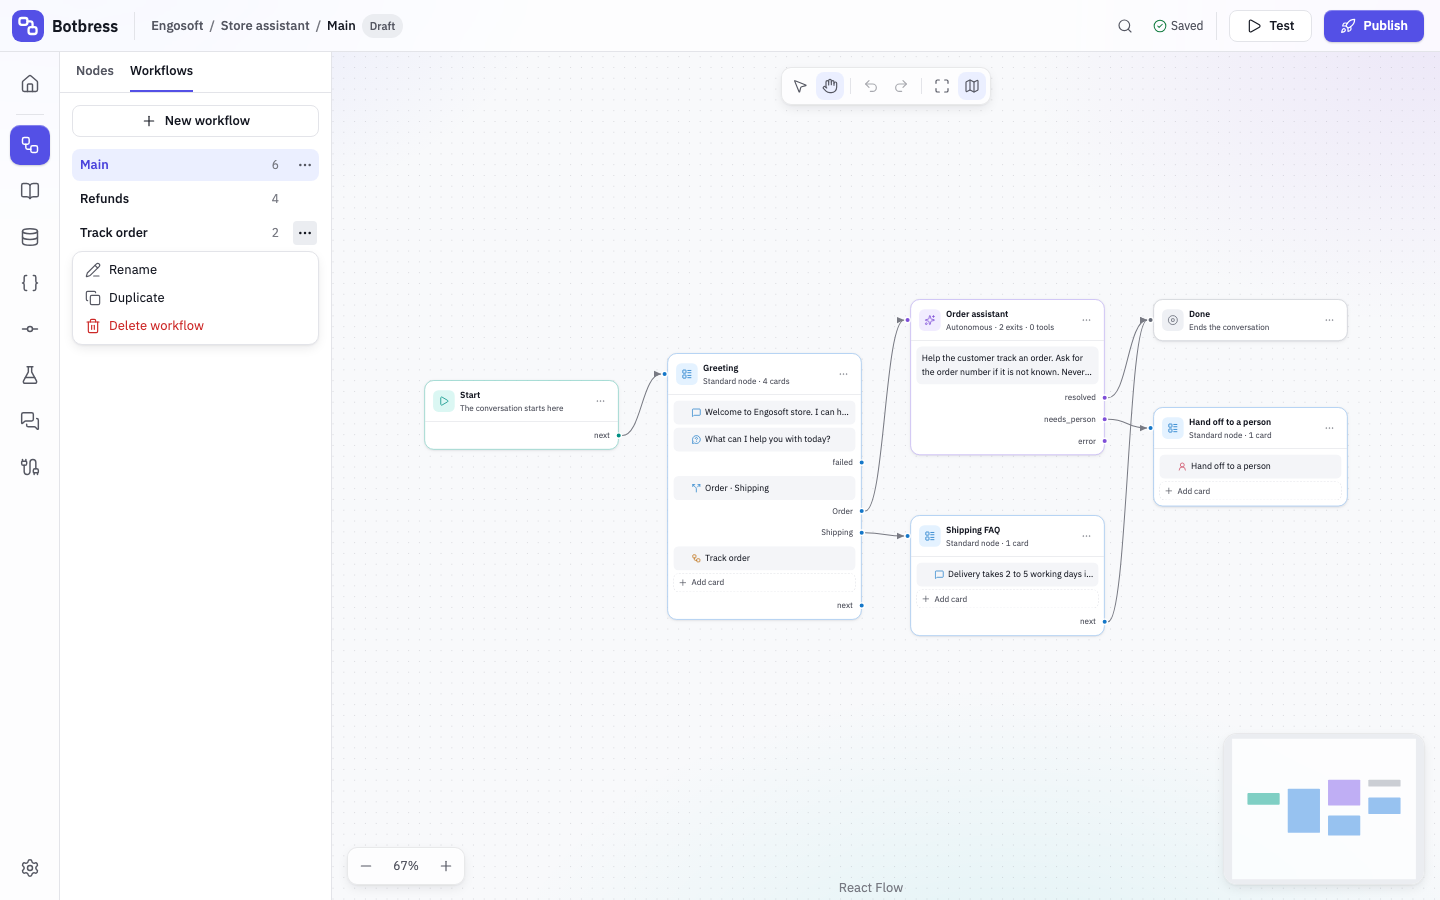 Botbress
Engosoft / Store assistant / Main Draft
Saved
Test
Publish
Nodes
Workflows
New workflow
Main 6
Refunds 4
Track order 2
Rename
Duplicate
Delete workflow
Start
The conversation starts here
next
Greeting
Standard node · 4 cards
Welcome to Engosoft store. I can h...
What can I help you with today?
failed
Order · Shipping
Order
Shipping
Track order
Add card
next
Order assistant
Autonomous · 2 exits · 0 tools
Help the customer track an order. Ask for
the order number if it is not known. Never...
resolved
needs_person
error
Shipping FAQ
Standard node · 1 card
Delivery takes 2 to 5 working days i...
Add card
next
Done
Ends the conversation
Hand off to a person
Standard node · 1 card
Hand off to a person
Add card
67%
React Flow